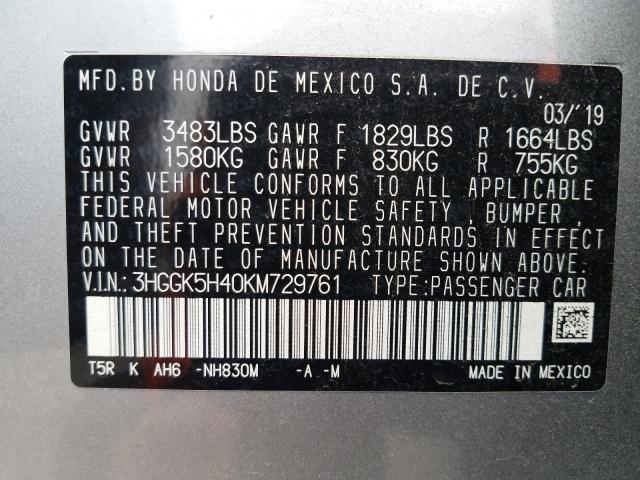 MFD.BY HONDA DE MEXICO S.A. DE C.V.
03/'19
GVWR 3483LBS GAWR F 1829LBS R 1664LBS
GVWR 1580KG GAWR F 830KG R 755KG
THIS VEHICLE CONFORMS TO ALL APPLICABLE
FEDERAL MOTOR VEHICLE SAFETY , BUMPER ,
AND THEFT PREVENTION STANDARDS IN EFFECT
ON THE DATE OF MANUFACTURE SHOWN ABOVE.
V.I.N.: 3HGGK5H40KM729761 TYPE:PASSENGER CAR
T5R K AH6 -NH830M -A -M MADE IN MEXICO